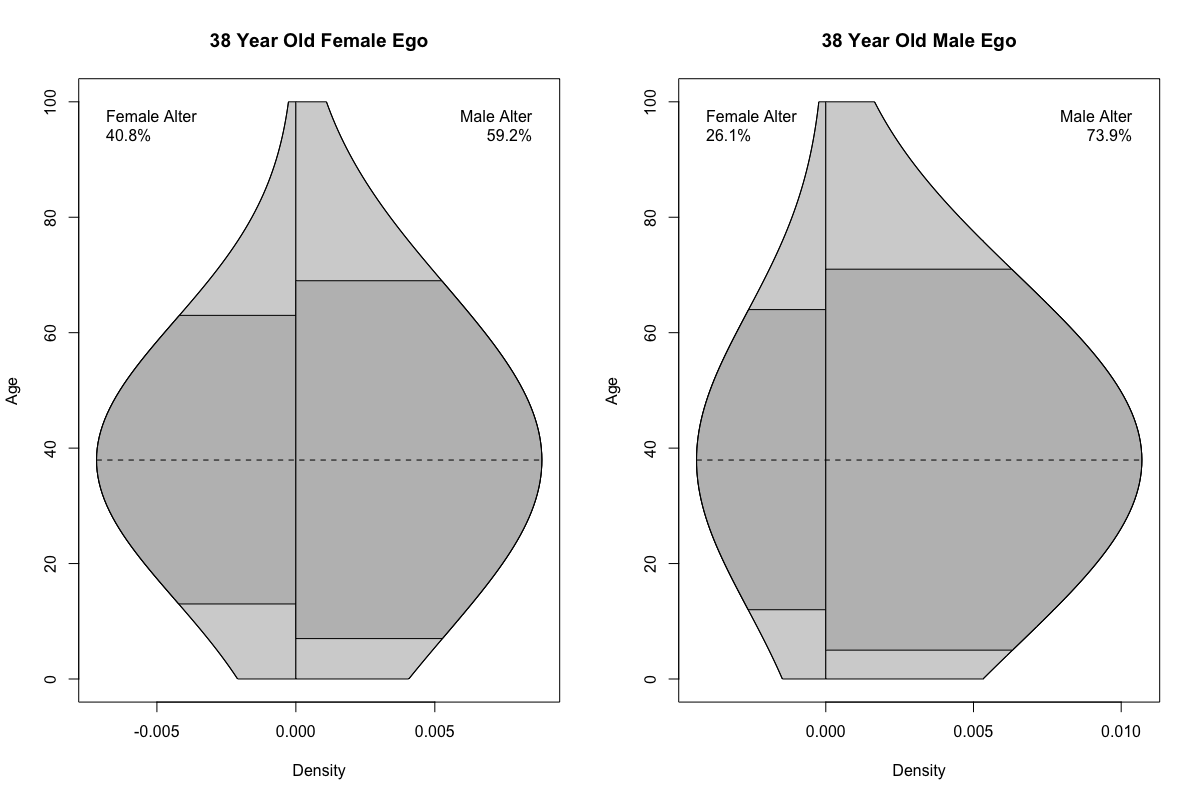 38 Year Old Female Ego
Female Alter
40.8%
Male Alter
59.2%
100
80
60
40
20
0
Age
-0.005
0.000
0.005
Density
38 Year Old Male Ego
Female Alter
26.1%
Male Alter
73.9%
100
80
60
40
20
0
Age
0.000
0.005
0.010
Density